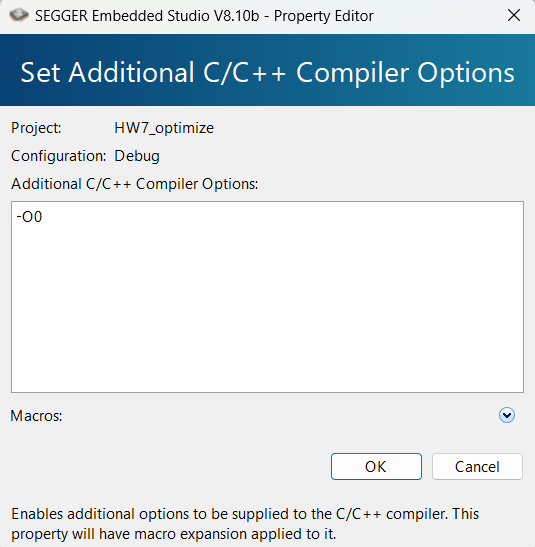 SEGGER Embedded Studio V8.10b - Property Editor
Set Additional C/C++ Compiler Options
Project: HW7_optimize
Configuration: Debug
Additional C/C++ Compiler Options:
-O0
Macros:
OK Cancel
Enables additional options to be supplied to the C/C++ compiler. This
property will have macro expansion applied to it.